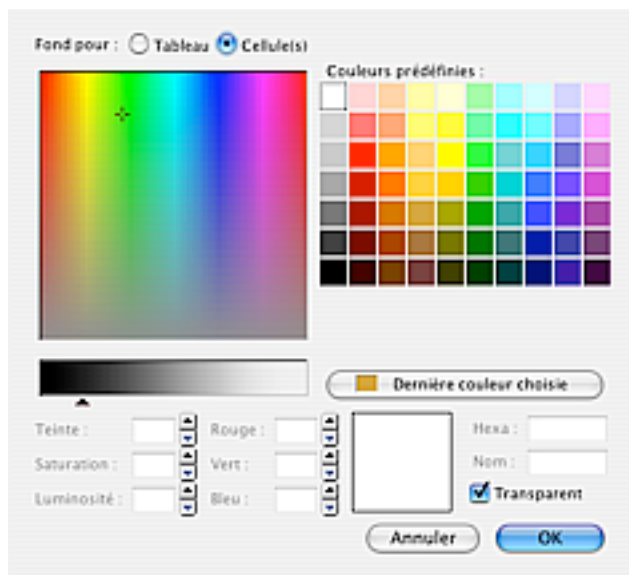 Fond pour : Tableau Cellule(s)
Couleurs prédéfinies :
Dernière couleur choisie
Teinte : Rouge : Hexa :
Saturation : Vert : Nom :
Luminosité : Bleu : Transparent
Annuler OK